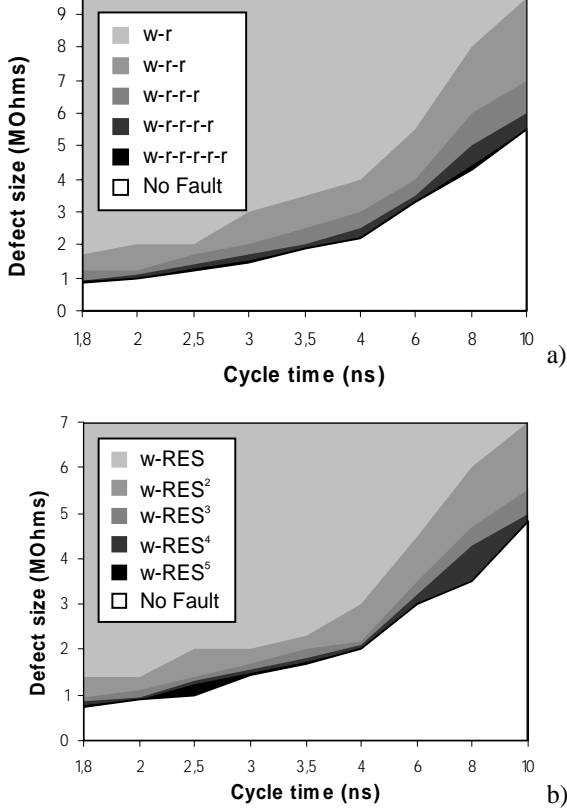 9
8
7
6
5
4
3
2
1
0
Defect size (MOhms)
w-r
w-r-r
w-r-r-r
w-r-r-r-r
w-r-r-r-r-r
No Fault
1,8 2 2,5 3 3,5 4 6 8 10
Cycle time (ns)
a)
7
6
5
4
3
2
1
0
Defect size (MOhms)
w-RES
w-RES²
w-RES³
w-RES⁴
w-RES⁵
No Fault
1,8 2 2,5 3 3,5 4 6 8 10
Cycle time (ns)
b)